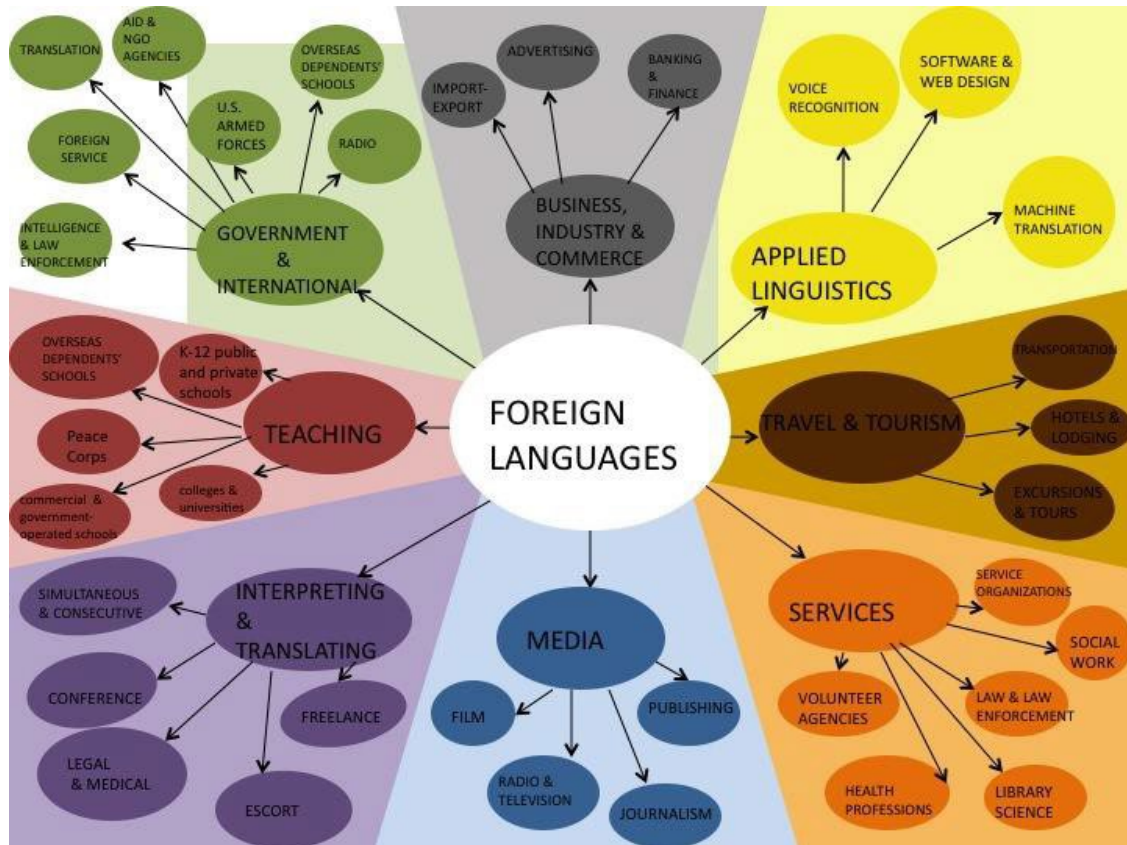 TRANSLATION
AID &
NGO
AGENCIES
OVERSEAS
DEPENDENTS'
SCHOOLS
FOREIGN
SERVICE
U.S.
ARMED
FORCES
RADIO
INTELLIGENCE
& LAW
ENFORCEMENT
GOVERNMENT
&
INTERNATIONAL
ADVERTISING
IMPORT-
EXPORT
BANKING
&
FINANCE
BUSINESS,
INDUSTRY &
COMMERCE
VOICE
RECOGNITION
SOFTWARE &
WEB DESIGN
MACHINE
TRANSLATION
APPLIED
LINGUISTICS
OVERSEAS
DEPENDENTS'
SCHOOLS
K-12 public
and private
schools
Peace
Corps
commercial &
government-
operated schools
colleges &
universities
TEACHING
FOREIGN
LANGUAGES
TRAVEL & TOURISM
TRANSPORTATION
HOTELS &
LODGING
EXCURSIONS
& TOURS
SIMULTANEOUS
& CONSECUTIVE
INTERPRETING
&
TRANSLATING
CONFERENCE
FREELANCE
LEGAL
& MEDICAL
ESCORT
MEDIA
FILM
PUBLISHING
RADIO &
TELEVISION
JOURNALISM
SERVICES
SERVICE
ORGANIZATIONS
SOCIAL
WORK
VOLUNTEER
AGENCIES
LAW & LAW
ENFORCEMENT
HEALTH
PROFESSIONS
LIBRARY
SCIENCE